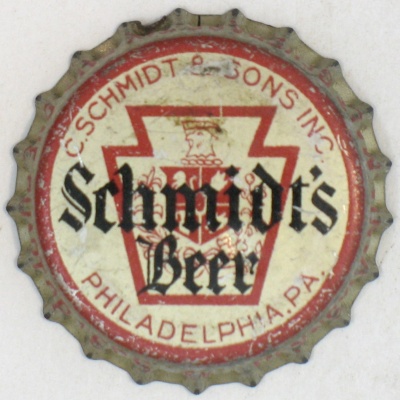 C. SCHMIDT & SONS INC.
Schmidt's
Beer
PHILADELPHIA, PA.